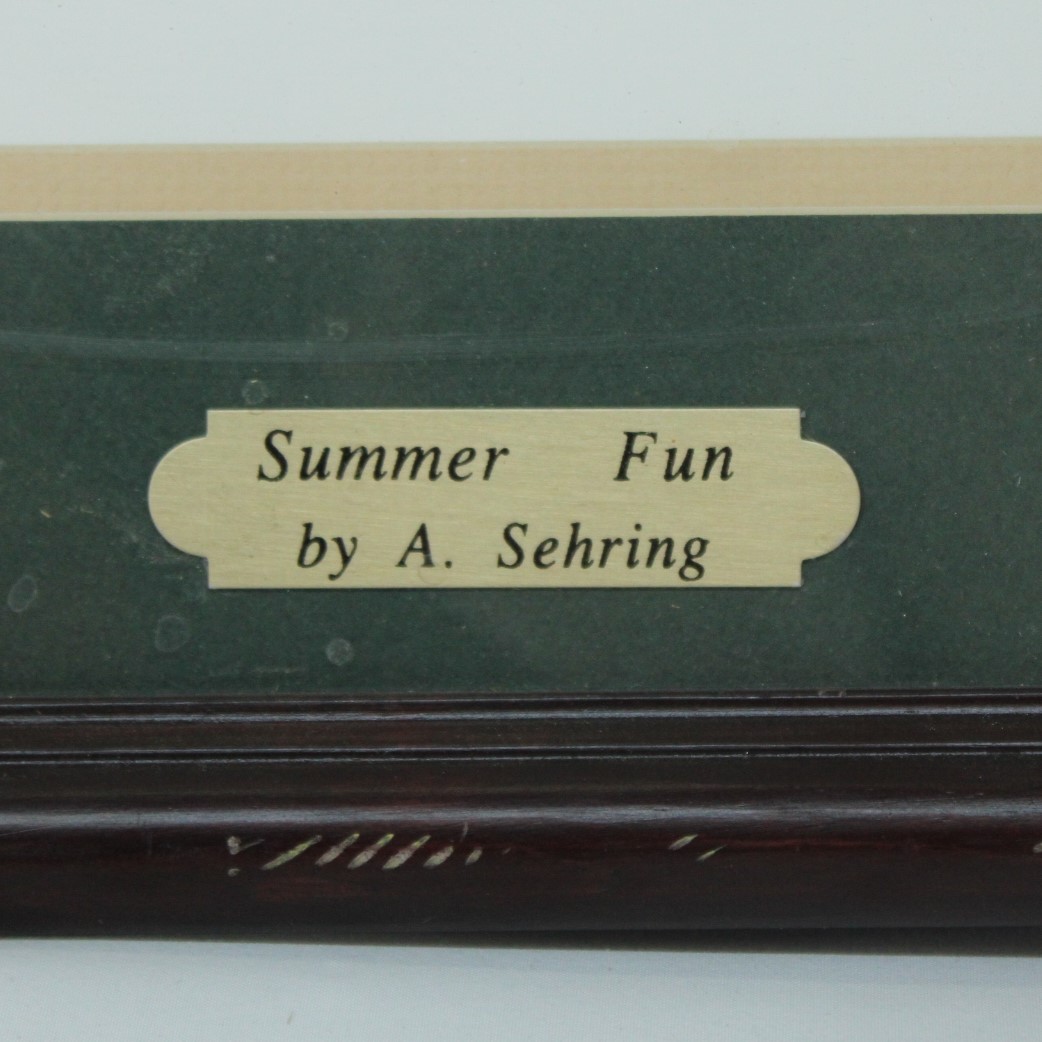 Summer Fun
by A. Sehring